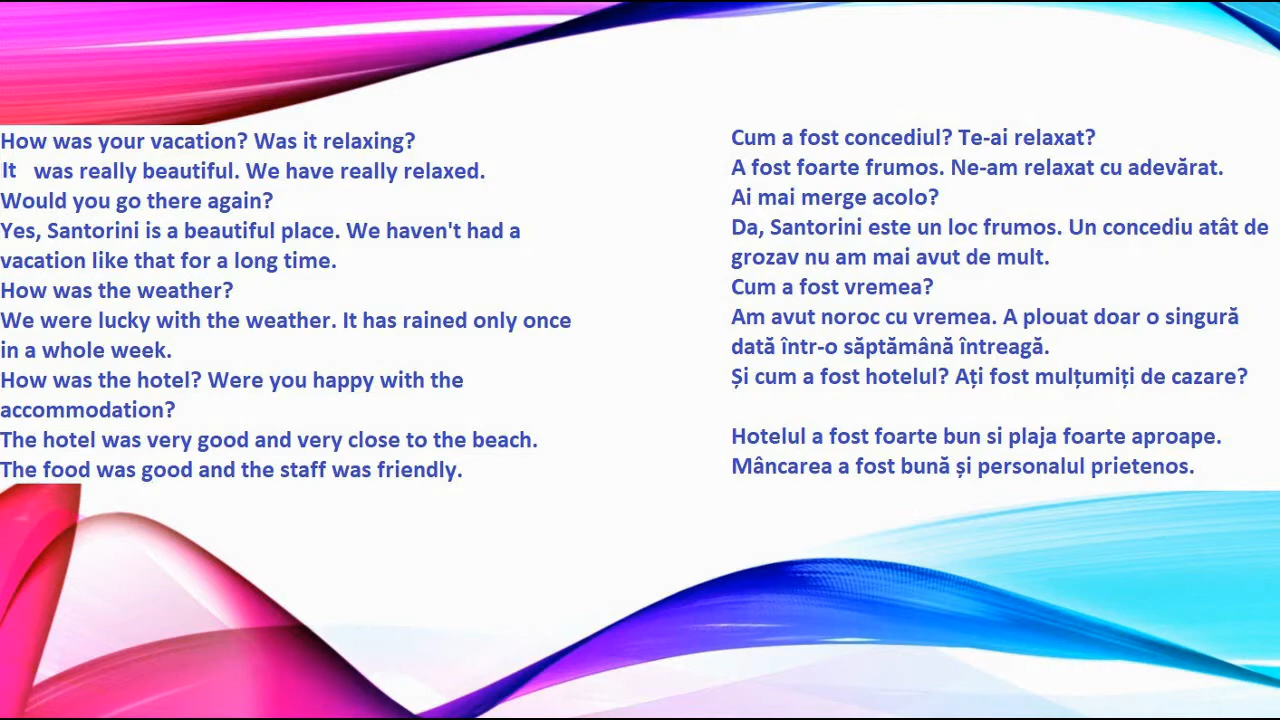 How was your vacation? Was it relaxing?
It was really beautiful. We have really relaxed.
Would you go there again?
Yes, Santorini is a beautiful place. We haven't had a
vacation like that for a long time.
How was the weather?
We were lucky with the weather. It has rained only once
in a whole week.
How was the hotel? Were you happy with the
accommodation?
The hotel was very good and very close to the beach.
The food was good and the staff was friendly.
Cum a fost concediul? Te-ai relaxat?
A fost foarte frumos. Ne-am relaxat cu adevărat.
Ai mai merge acolo?
Da, Santorini este un loc frumos. Un concediu atât de
grozav nu am mai avut de mult.
Cum a fost vremea?
Am avut noroc cu vremea. A plouat doar o singură
dată într-o săptămână întreagă.
Și cum a fost hotelul? Ați fost mulțumiți de cazare?
Hotelul a fost foarte bun si plaja foarte aproape.
Mâncarea a fost bună și personalul prietenos.